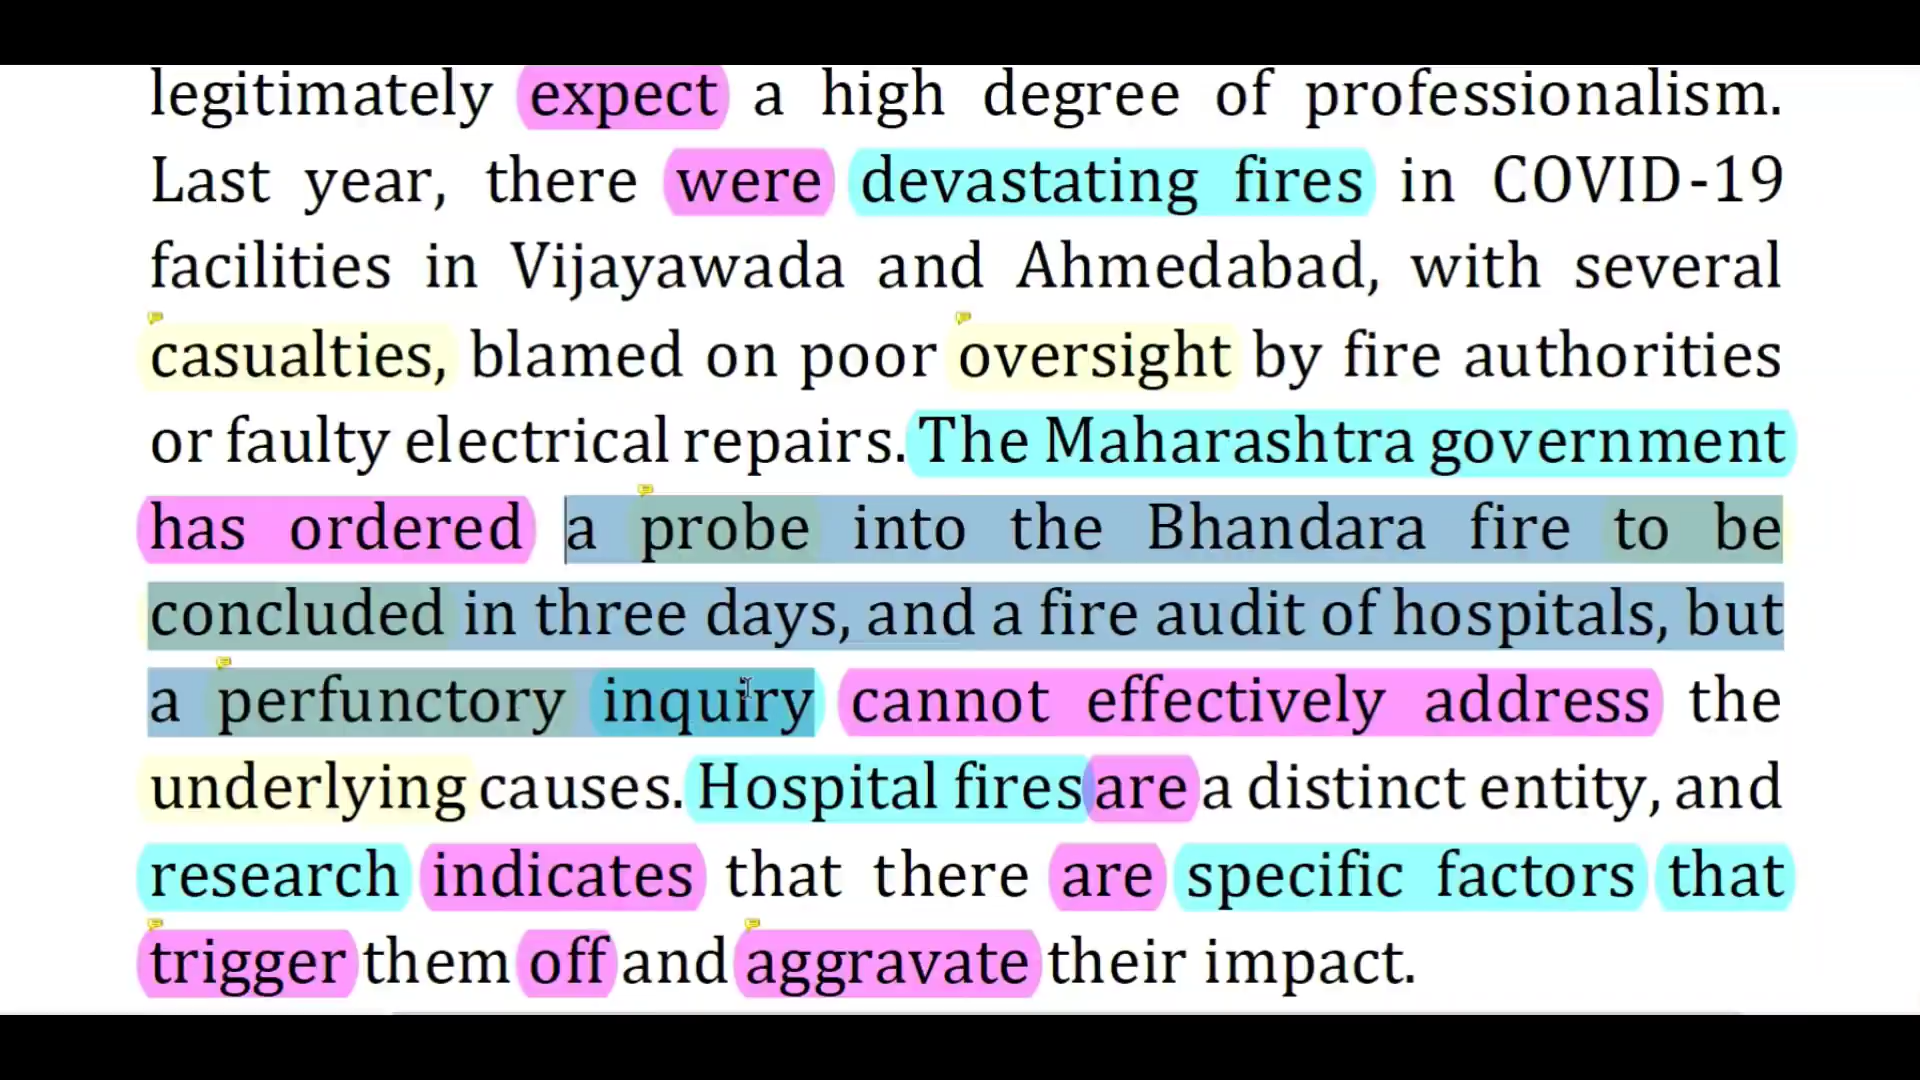 legitimately expect a high degree of professionalism.
Last year, there were devastating fires in COVID-19
facilities in Vijayawada and Ahmedabad, with several
casualties, blamed on poor oversight by fire authorities
or faulty electrical repairs. The Maharashtra government
has ordered a probe into the Bhandara fire to be
concluded in three days, and a fire audit of hospitals, but
a perfunctory inquiry cannot effectively address the
underlying causes. Hospital fires are a distinct entity, and
research indicates that there are specific factors that
trigger them off and aggravate their impact.